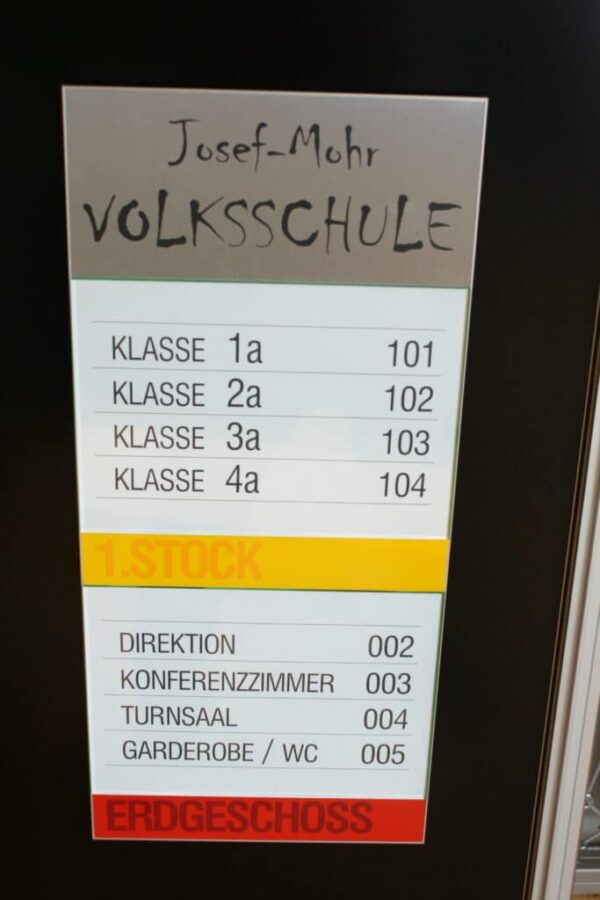 Josef-Mohr
VOLKSSCHULE
KLASSE 1a 101
KLASSE 2a 102
KLASSE 3a 103
KLASSE 4a 104
1.STOCK
DIREKTION 002
KONFERENZZIMMER 003
TURNSAAL 004
GARDEROBE / WC 005
ERDGESCHOSS